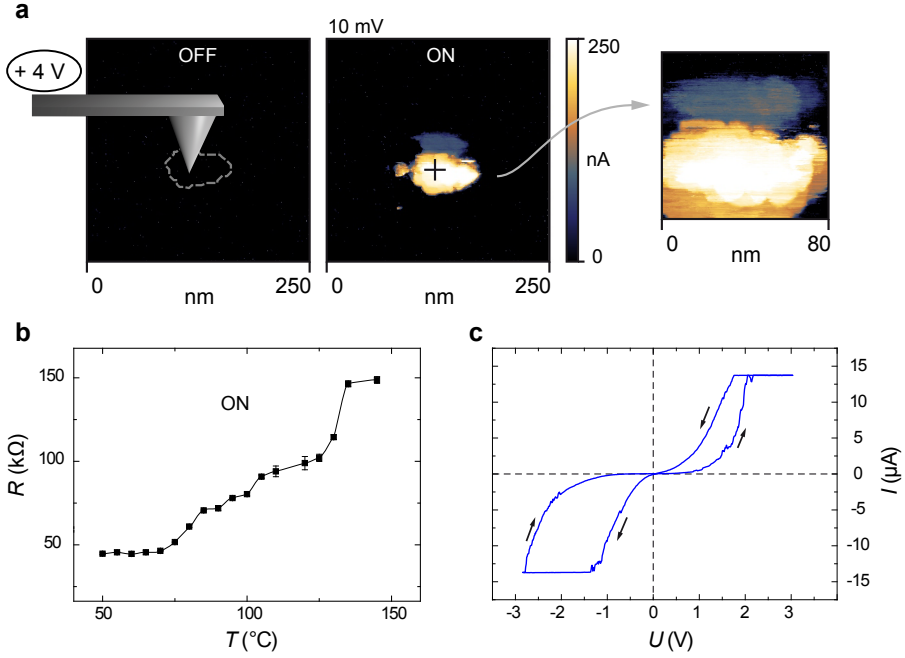 a
10 mV
+ 4 V
OFF
ON
250
nA
0
0 250
nm
0 250
nm
0 80
nm
b
ON
150
100
50
R (kΩ)
50 100 150
T (°C)
c
15
10
5
0
-5
-10
-15
I (µA)
-3 -2 -1 0 1 2 3
U (V)